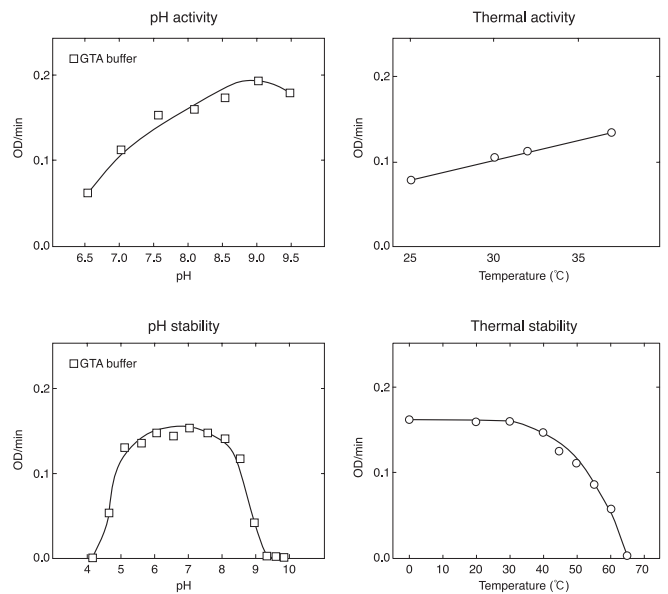 pH activity
GTA buffer
0.2
0.1
0.0
OD/min
6.5 7.0 7.5 8.0 8.5 9.0 9.5
pH
Thermal activity
0.2
0.1
0.0
OD/min
25 30 35
Temperature (℃)
pH stability
GTA buffer
0.2
0.1
0.0
OD/min
4 5 6 7 8 9 10
pH
Thermal stability
0.2
0.1
0.0
OD/min
0 10 20 30 40 50 60 70
Temperature (℃)